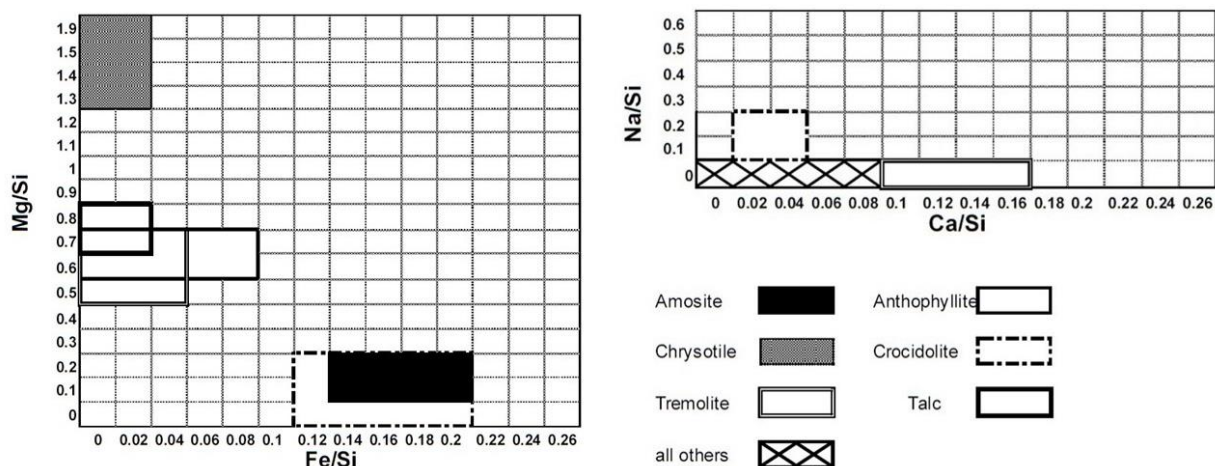 1.9
1.5
1.4
1.3
1.2
1.1
1
0.9
0.8
0.7
0.6
0.5
0.4
0.3
0.2
0.1
0
Mg/Si
0 0.02 0.04 0.06 0.08 0.1 0.12 0.14 0.16 0.18 0.2 0.22 0.24 0.26
Fe/Si
0.6
0.5
0.4
0.3
0.2
0.1
0
Na/Si
0 0.02 0.04 0.06 0.08 0.1 0.12 0.14 0.16 0.18 0.2 0.22 0.24 0.26
Ca/Si
Amosite Anthophyllite
Chrysotile Crocidolite
Tremolite Talc
all others